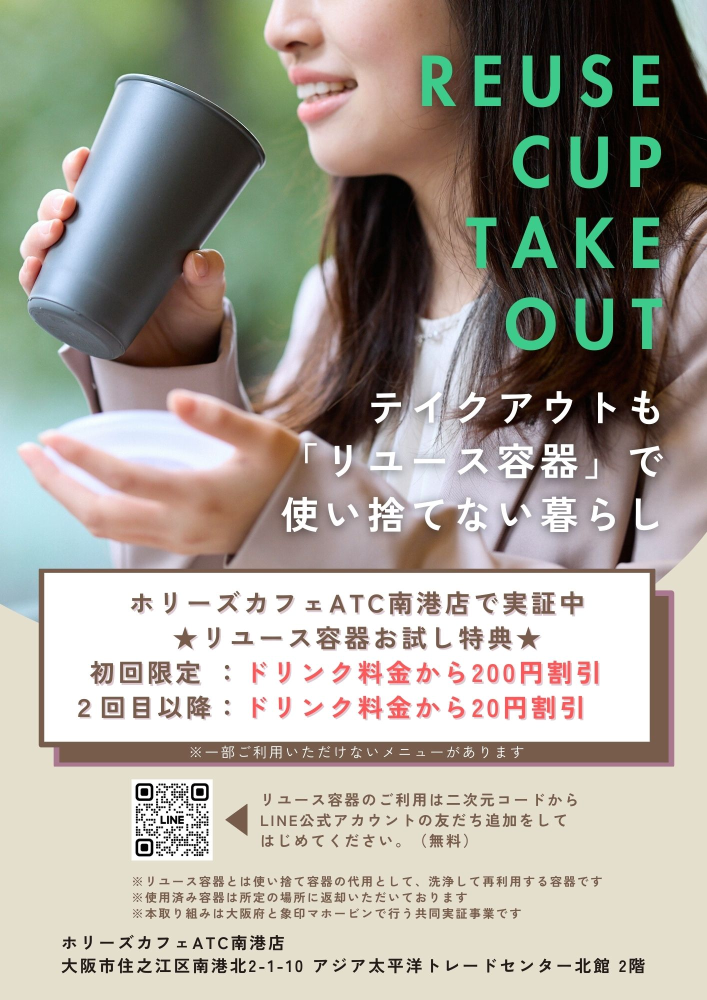 REUSE
CUP
TAKE
OUT
テイクアウトも
「リユース容器」で
使い捨てない暮らし
ホリーズカフェATC南港店で実証中
★リユース容器お試し特典★
初回限定 ：ドリンク料金から200円割引
２回目以降：ドリンク料金から20円割引
※一部ご利用いただけないメニューがあります
LINE
リユース容器のご利用は二次元コードから
LINE公式アカウントの友だち追加をして
はじめてください。（無料）
※リユース容器とは使い捨て容器の代用として、洗浄して再利用する容器です
※使用済み容器は所定の場所に返却いただいております
※本取り組みは大阪府と象印マホービンで行う共同実証事業です
ホリーズカフェATC南港店
大阪市住之江区南港北2-1-10 アジア太平洋トレードセンター北館 2階